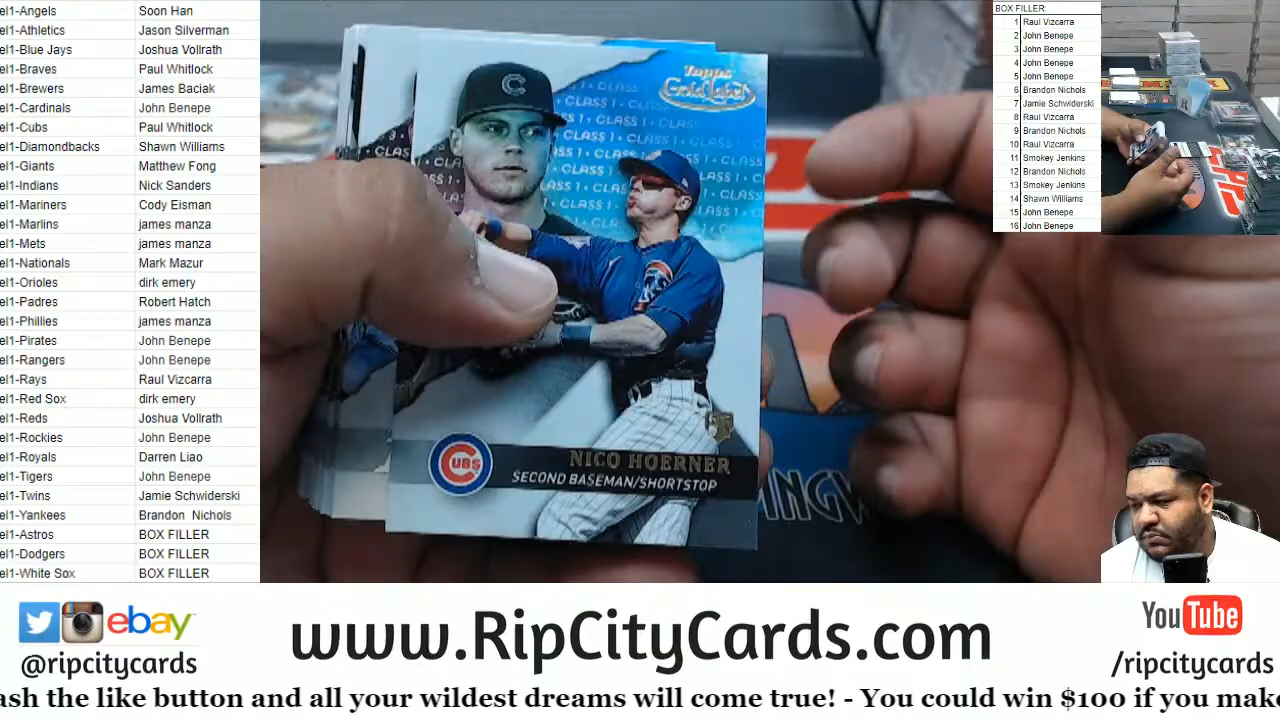 el1-Angels Soon Han
el1-Athletics Jason Silverman
el1-Blue Jays Joshua Vollrath
el1-Braves Paul Whitlock
el1-Brewers James Baciak
el1-Cardinals John Benepe
el1-Cubs Paul Whitlock
el1-Diamondbacks Shawn Williams
el1-Giants Matthew Fong
el1-Indians Nick Sanders
el1-Mariners Cody Eisman
el1-Marlins james manza
el1-Mets james manza
el1-Nationals Mark Mazur
el1-Orioles dirk emery
el1-Padres Robert Hatch
el1-Phillies james manza
el1-Pirates John Benepe
el1-Rangers John Benepe
el1-Rays Raul Vizcarra
el1-Red Sox dirk emery
el1-Reds Joshua Vollrath
el1-Rockies John Benepe
el1-Royals Darren Liao
el1-Tigers John Benepe
el1-Twins Jamie Schwiderski
el1-Yankees Brandon Nichols
el1-Astros BOX FILLER
el1-Dodgers BOX FILLER
el1-White Sox BOX FILLER
Topps
Gold Label
CLASS 1 • CLASS 1 • CLASS 1
CUBS
NICO HOERNER
SECOND BASEMAN/SHORTSTOP
BOX FILLER:
1 Raul Vizcarra
2 John Benepe
3 John Benepe
4 John Benepe
5 John Benepe
6 Brandon Nichols
7 Jamie Schwiderski
8 Raul Vizcarra
9 Brandon Nichols
10 Raul Vizcarra
11 Smokey Jenkins
12 Brandon Nichols
13 Smokey Jenkins
14 Shawn Williams
15 John Benepe
16 John Benepe
ebay
@ripcitycards
www.RipCityCards.com
YouTube
/ripcitycards
ash the like button and all your wildest dreams will come true! - You could win $100 if you make